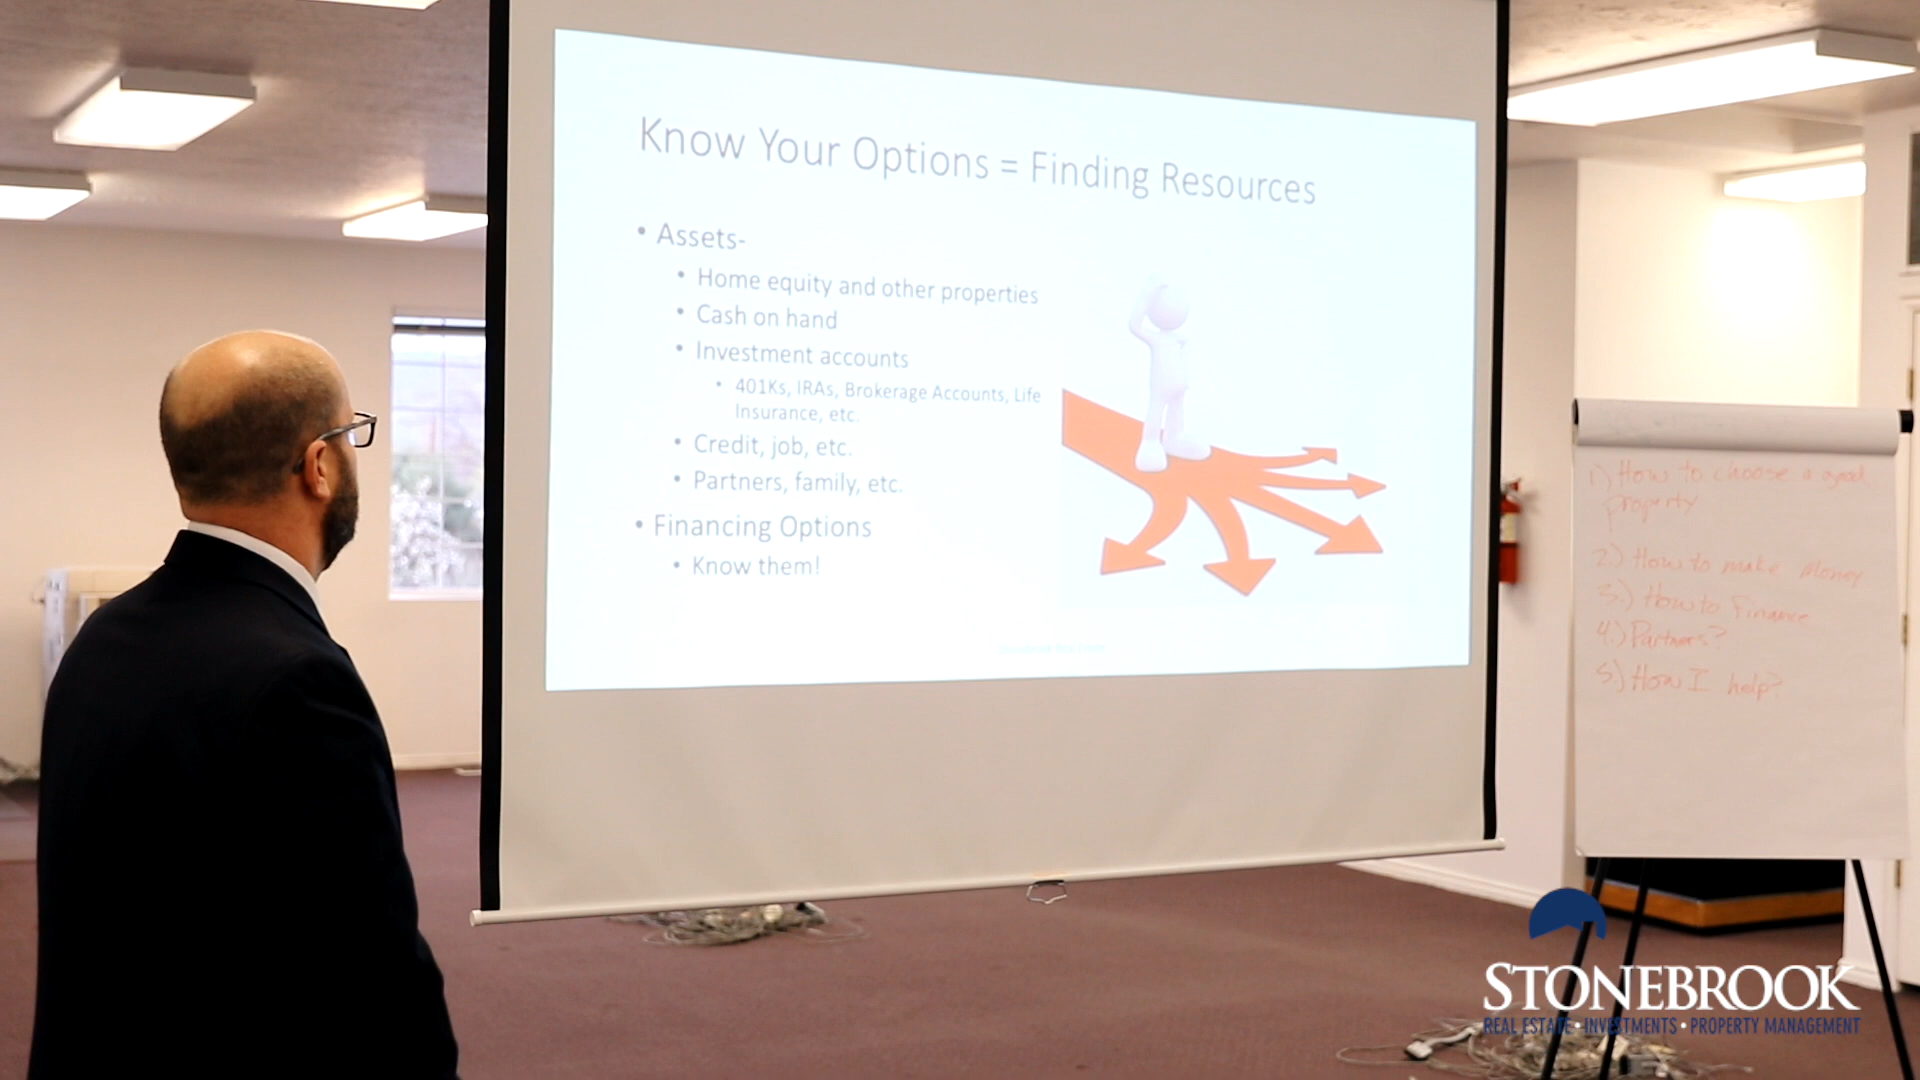 Know Your Options = Finding Resources
• Assets-
• Home equity and other properties
• Cash on hand
• Investment accounts
• 401Ks, IRAs, Brokerage Accounts, Life
Insurance, etc.
• Credit, job, etc.
• Partners, family, etc.
• Financing Options
• Know them!
1) How to choose a good
property
2.) How to make Money
3.) How to Finance
4.) Partners?
5.) How I help?
STONEBROOK
REAL ESTATE • INVESTMENTS • PROPERTY MANAGEMENT